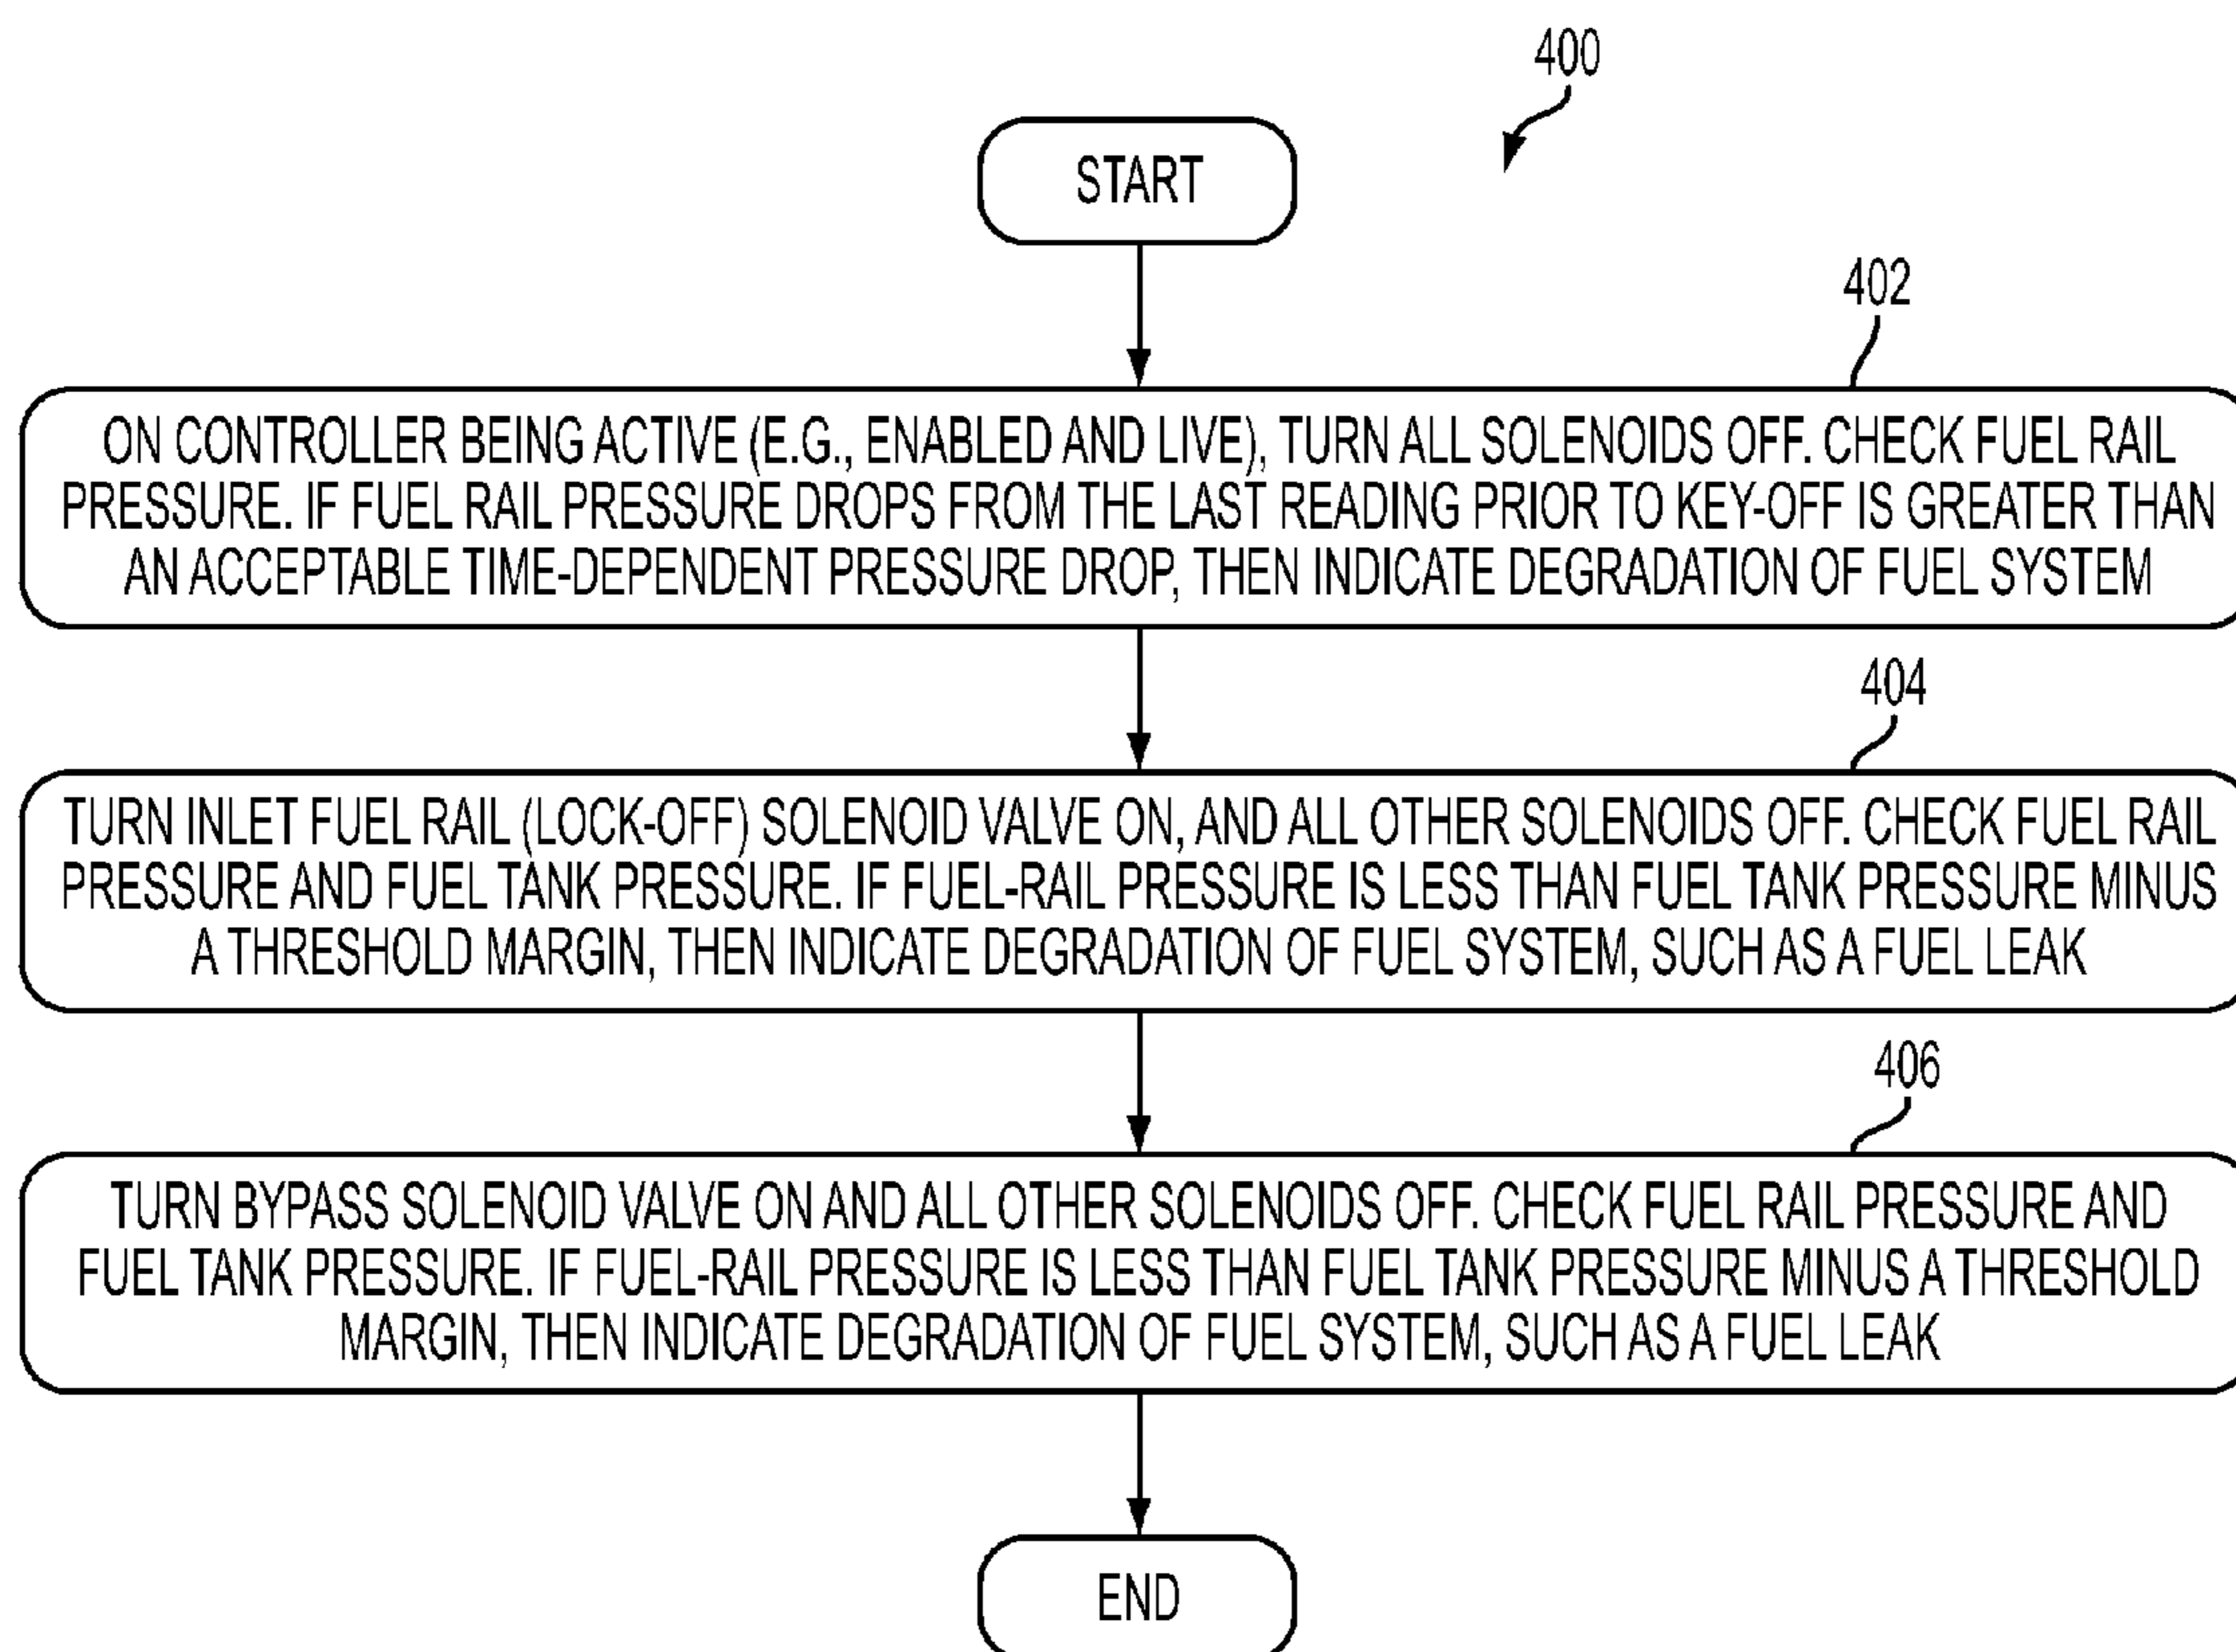 400
START
402
ON CONTROLLER BEING ACTIVE (E.G., ENABLED AND LIVE), TURN ALL SOLENOIDS OFF. CHECK FUEL RAIL
PRESSURE. IF FUEL RAIL PRESSURE DROPS FROM THE LAST READING PRIOR TO KEY-OFF IS GREATER THAN
AN ACCEPTABLE TIME-DEPENDENT PRESSURE DROP, THEN INDICATE DEGRADATION OF FUEL SYSTEM
404
TURN INLET FUEL RAIL (LOCK-OFF) SOLENOID VALVE ON, AND ALL OTHER SOLENOIDS OFF. CHECK FUEL RAIL
PRESSURE AND FUEL TANK PRESSURE. IF FUEL-RAIL PRESSURE IS LESS THAN FUEL TANK PRESSURE MINUS
A THRESHOLD MARGIN, THEN INDICATE DEGRADATION OF FUEL SYSTEM, SUCH AS A FUEL LEAK
406
TURN BYPASS SOLENOID VALVE ON AND ALL OTHER SOLENOIDS OFF. CHECK FUEL RAIL PRESSURE AND
FUEL TANK PRESSURE. IF FUEL-RAIL PRESSURE IS LESS THAN FUEL TANK PRESSURE MINUS A THRESHOLD
MARGIN, THEN INDICATE DEGRADATION OF FUEL SYSTEM, SUCH AS A FUEL LEAK
END